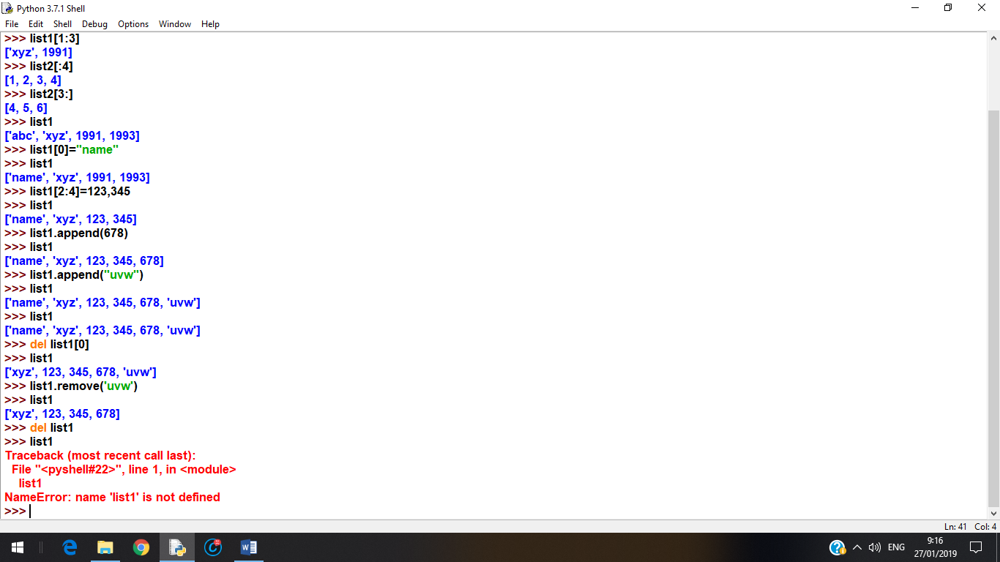 Python 3.7.1 Shell
File Edit Shell Debug Options Window Help
>>> list1[1:3]
['xyz', 1991]
>>> list2[:4]
[1, 2, 3, 4]
>>> list2[3:]
[4, 5, 6]
>>> list1
['abc', 'xyz', 1991, 1993]
>>> list1[0]="name"
>>> list1
['name', 'xyz', 1991, 1993]
>>> list1[2:4]=123,345
>>> list1
['name', 'xyz', 123, 345]
>>> list1.append(678)
>>> list1
['name', 'xyz', 123, 345, 678]
>>> list1.append("uvw")
>>> list1
['name', 'xyz', 123, 345, 678, 'uvw']
>>> list1
['name', 'xyz', 123, 345, 678, 'uvw']
>>> del list1[0]
>>> list1
['xyz', 123, 345, 678, 'uvw']
>>> list1.remove('uvw')
>>> list1
['xyz', 123, 345, 678]
>>> del list1
>>> list1
Traceback (most recent call last):
  File "<pyshell#22>", line 1, in <module>
    list1
NameError: name 'list1' is not defined
>>>
Ln: 41 Col: 4
ENG
9:16
27/01/2019